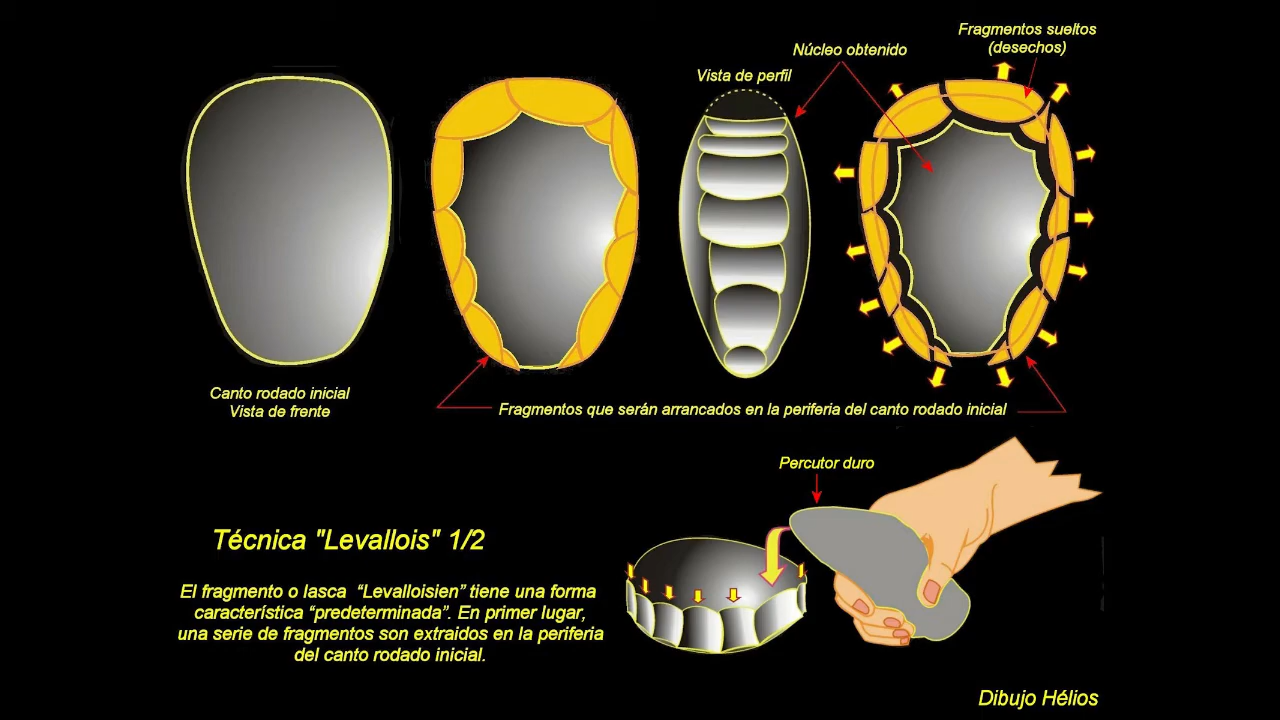 Fragmentos sueltos
(desechos)
Núcleo obtenido
Vista de perfil
Canto rodado inicial
Vista de frente
Fragmentos que serán arrancados en la periferia del canto rodado inicial
Percutor duro
Técnica "Levallois" 1/2
El fragmento o lasca “Levalloisien” tiene una forma
característica “predeterminada”. En primer lugar,
una serie de fragmentos son extraidos en la periferia
del canto rodado inicial.
Dibujo Hélios